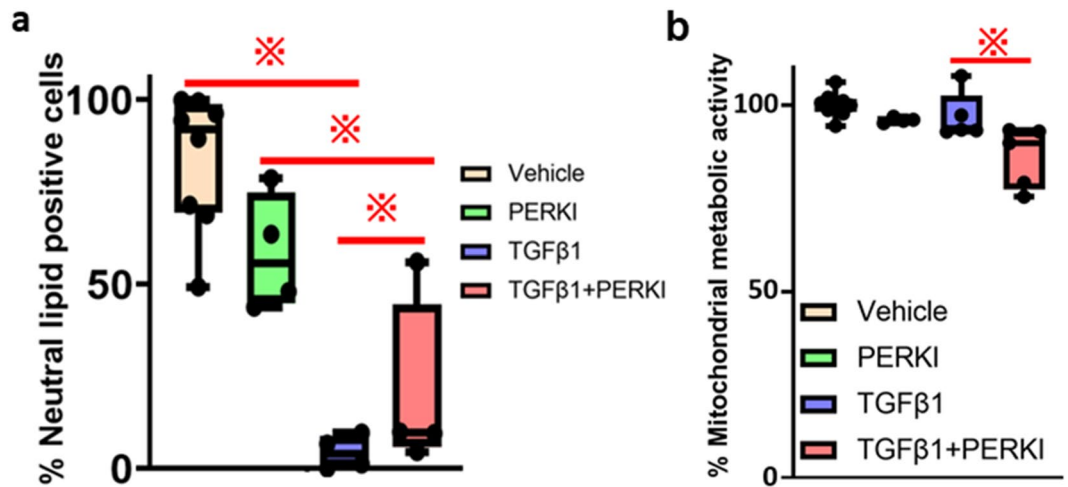 a
% Neutral lipid positive cells
100
50
0
※
※
※
Vehicle
PERKI
TGFβ1
TGFβ1+PERKI
b
% Mitochondrial metabolic activity
100
50
0
※
Vehicle
PERKI
TGFβ1
TGFβ1+PERKI